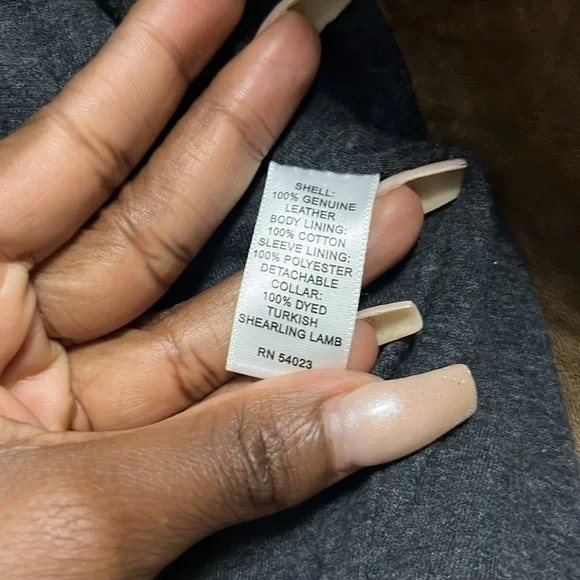 SHELL:
100% GENUINE
LEATHER
BODY LINING:
100% COTTON
SLEEVE LINING:
100% POLYESTER
DETACHABLE
COLLAR:
100% DYED
TURKISH
SHEARLING LAMB
RN 54023